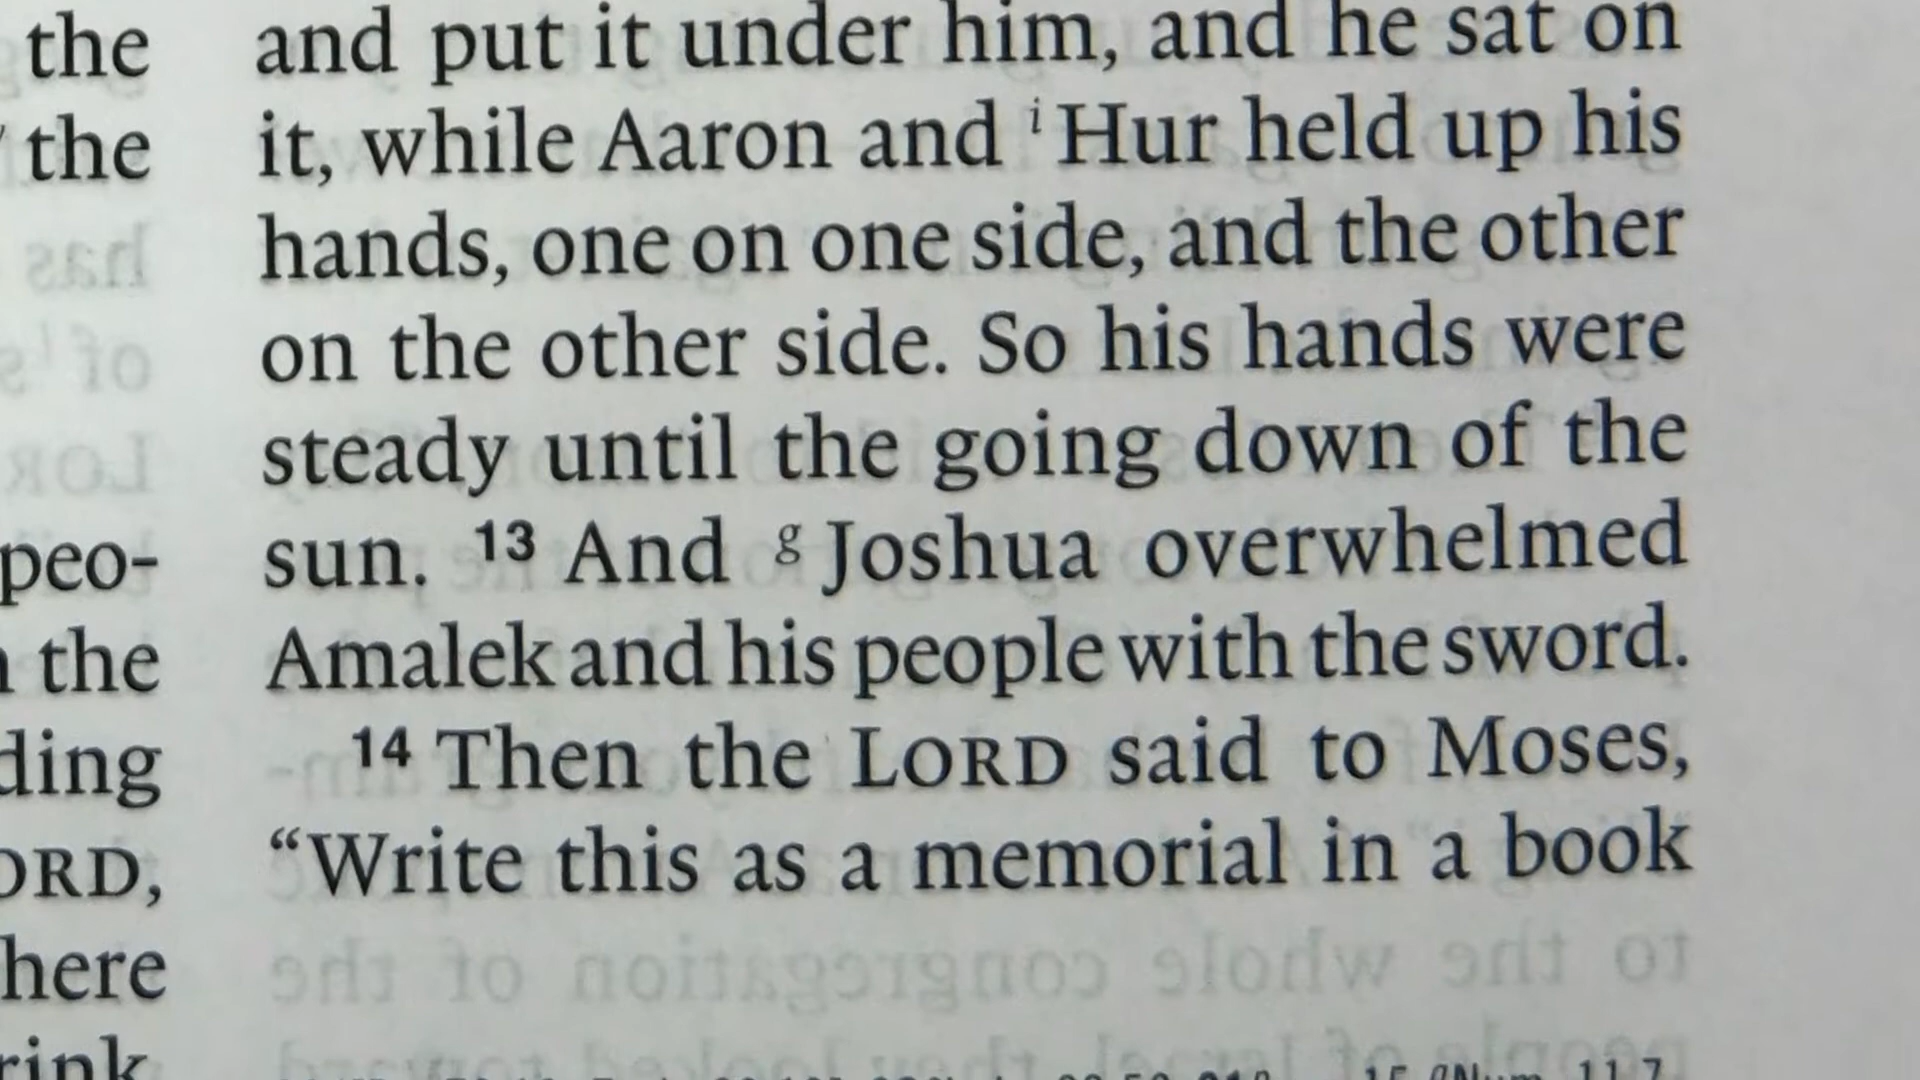 the
the
peo-
the
ding
ORD,
here
rink
and put it under him, and he sat on
it, while Aaron and i Hur held up his
hands, one on one side, and the other
on the other side. So his hands were
steady until the going down of the
sun. 13 And g Joshua overwhelmed
Amalek and his people with the sword.
14 Then the LORD said to Moses,
“Write this as a memorial in a book